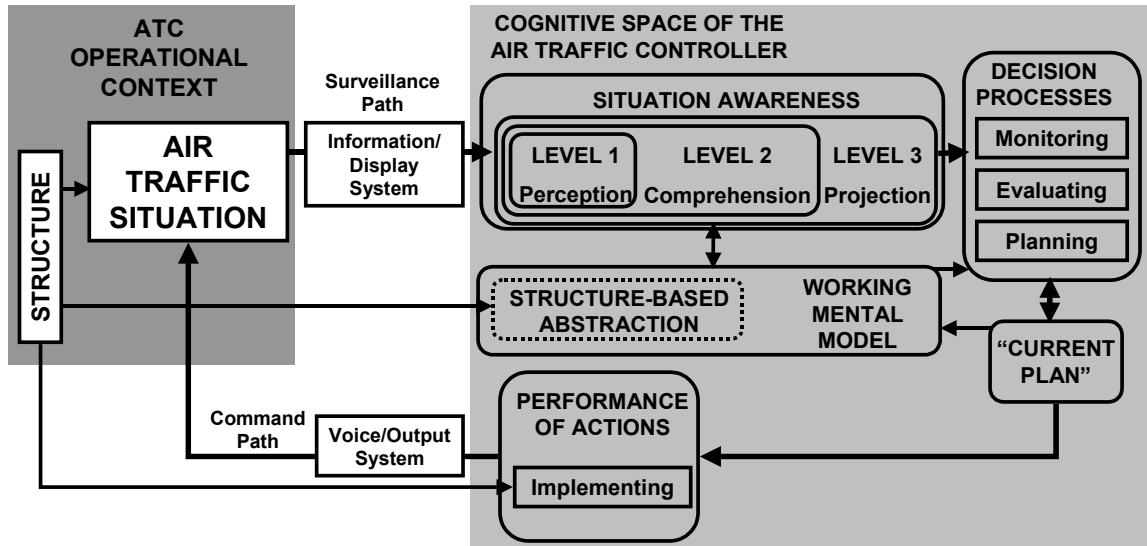 ATC
OPERATIONAL
CONTEXT
STRUCTURE
AIR
TRAFFIC
SITUATION
Surveillance
Path
Information/
Display
System
COGNITIVE SPACE OF THE
AIR TRAFFIC CONTROLLER
SITUATION AWARENESS
LEVEL 1
Perception
LEVEL 2
Comprehension
LEVEL 3
Projection
DECISION
PROCESSES
Monitoring
Evaluating
Planning
STRUCTURE-BASED
ABSTRACTION
WORKING
MENTAL
MODEL
“CURRENT
PLAN”
PERFORMANCE
OF ACTIONS
Implementing
Command
Path
Voice/Output
System